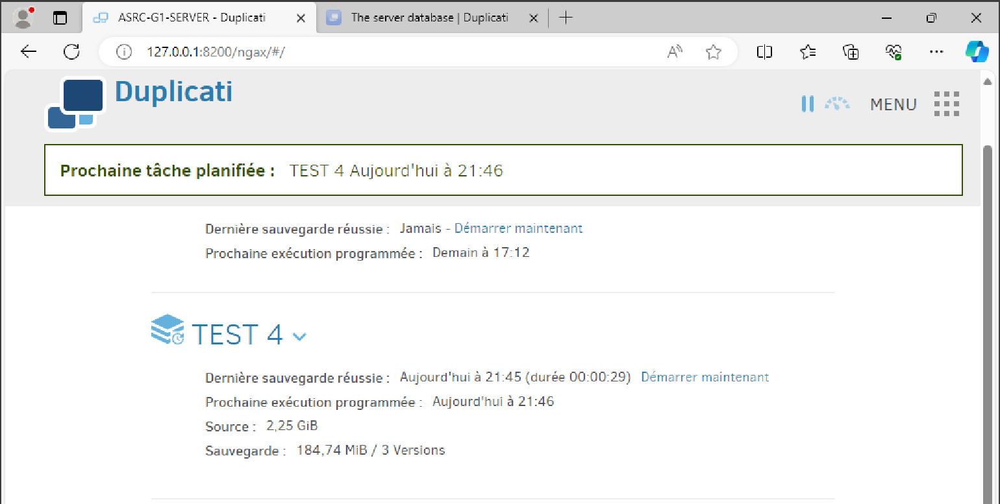 ASRC-G1-SERVER - Duplicati
The server database | Duplicati
127.0.0.1:8200/ngax/#/
Duplicati
MENU
Prochaine tâche planifiée : TEST 4 Aujourd'hui à 21:46
Dernière sauvegarde réussie : Jamais - Démarrer maintenant
Prochaine exécution programmée : Demain à 17:12
TEST 4
Dernière sauvegarde réussie : Aujourd'hui à 21:45 (durée 00:00:29) Démarrer maintenant
Prochaine exécution programmée : Aujourd'hui à 21:46
Source : 2,25 GiB
Sauvegarde : 184,74 MiB / 3 Versions